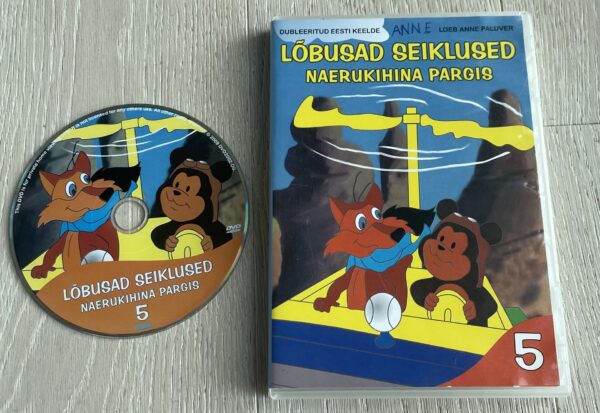 DUBLEERITUD EESTI KEELDE
ANNE
LOEB ANNE PALUVER
LÕBUSAD SEIKLUSED
NAERUKIHINA PARGIS
5
DVD
LÕBUSAD SEIKLUSED
NAERUKIHINA PARGIS
5